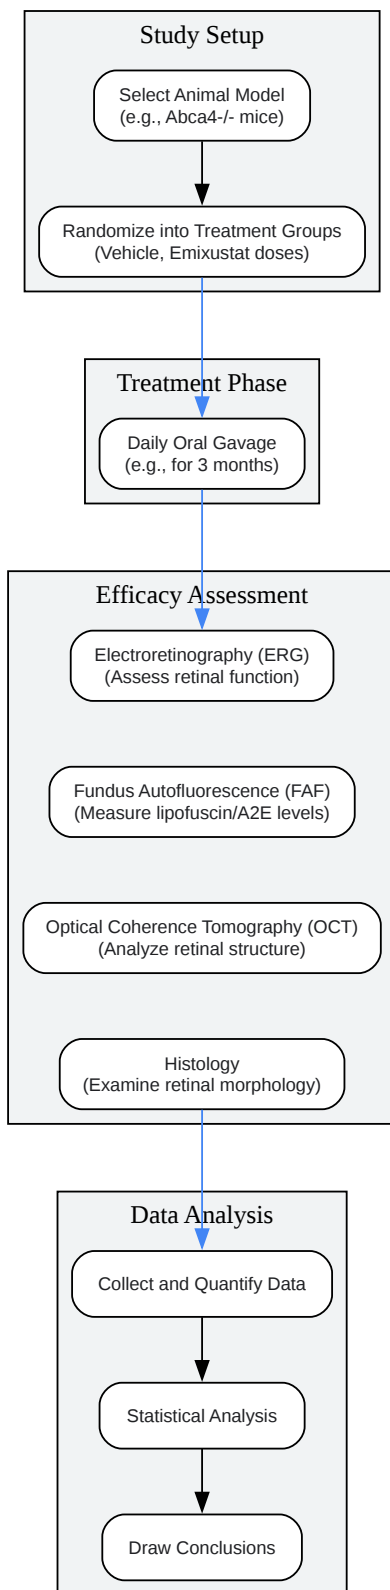 Study Setup
Select Animal Model
(e.g., Abca4-/- mice)
Randomize into Treatment Groups
(Vehicle, Emixustat doses)
Treatment Phase
Daily Oral Gavage
(e.g., for 3 months)
Efficacy Assessment
Electroretinography (ERG)
(Assess retinal function)
Fundus Autofluorescence (FAF)
(Measure lipofuscin/A2E levels)
Optical Coherence Tomography (OCT)
(Analyze retinal structure)
Histology
(Examine retinal morphology)
Data Analysis
Collect and Quantify Data
Statistical Analysis
Draw Conclusions